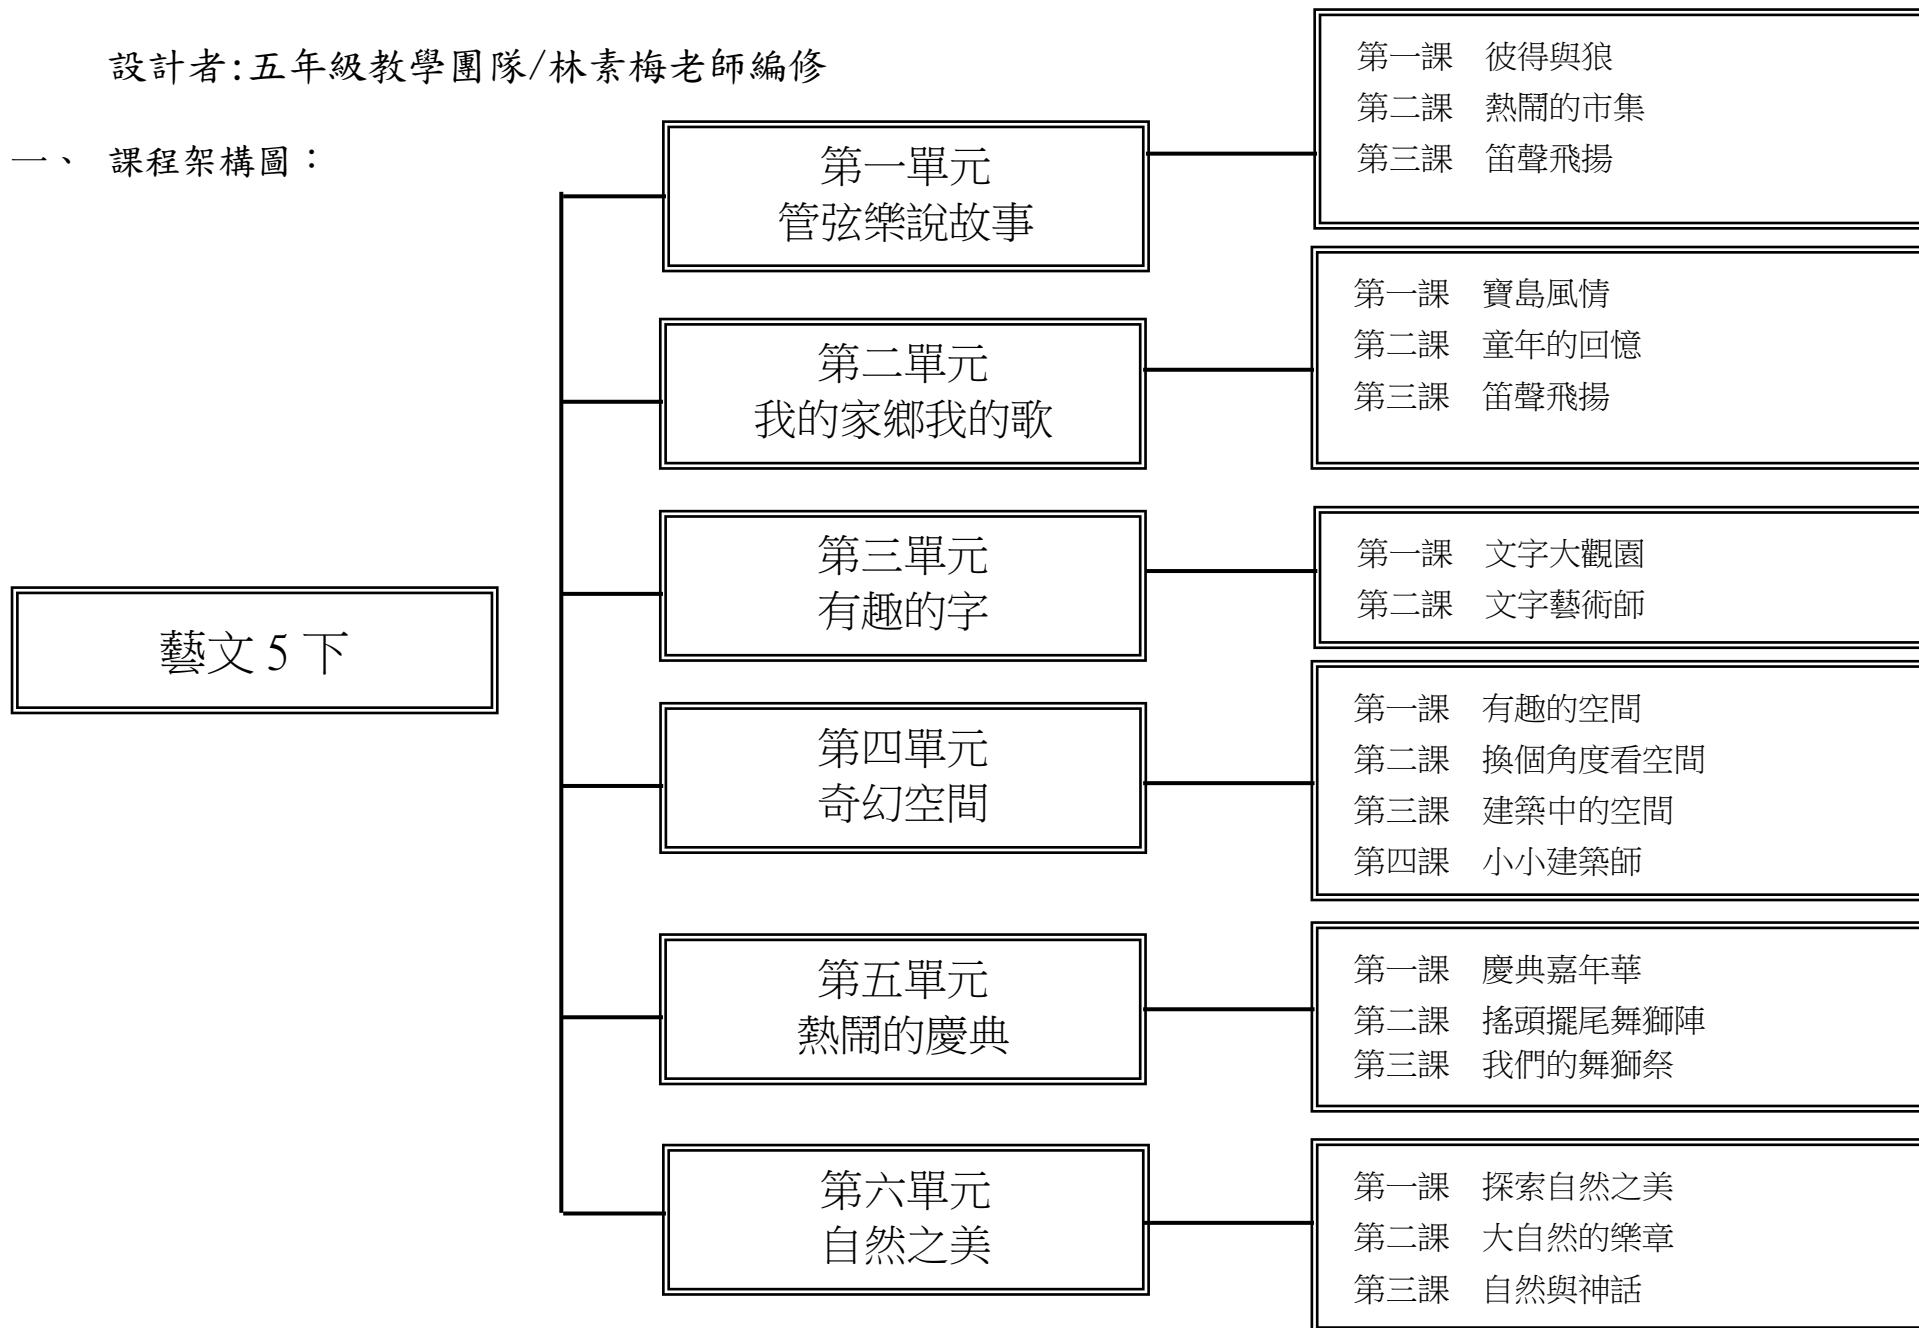 設計者:五年級教學團隊/林素梅老師編修
一、 課程架構圖：
藝文 5 下
第一單元
管弦樂說故事
第一課 彼得與狼
第二課 熱鬧的市集
第三課 笛聲飛揚
第二單元
我的家鄉我的歌
第一課 寶島風情
第二課 童年的回憶
第三課 笛聲飛揚
第三單元
有趣的字
第一課 文字大觀園
第二課 文字藝術師
第四單元
奇幻空間
第一課 有趣的空間
第二課 換個角度看空間
第三課 建築中的空間
第四課 小小建築師
第五單元
熱鬧的慶典
第一課 慶典嘉年華
第二課 搖頭擺尾舞獅陣
第三課 我們的舞獅祭
第六單元
自然之美
第一課 探索自然之美
第二課 大自然的樂章
第三課 自然與神話